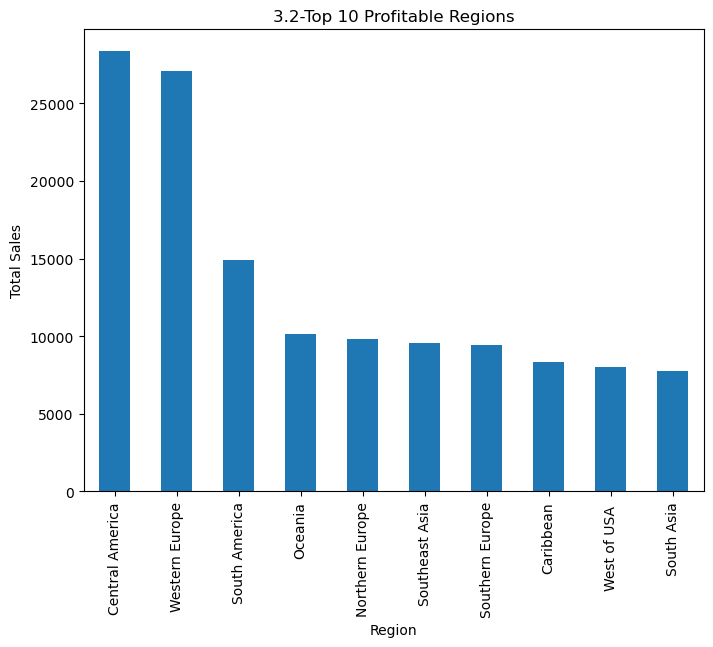 3.2-Top 10 Profitable Regions
Total Sales
25000
20000
15000
10000
5000
0
Central America
Western Europe
South America
Oceania
Northern Europe
Southeast Asia
Southern Europe
Caribbean
West of USA
South Asia
Region